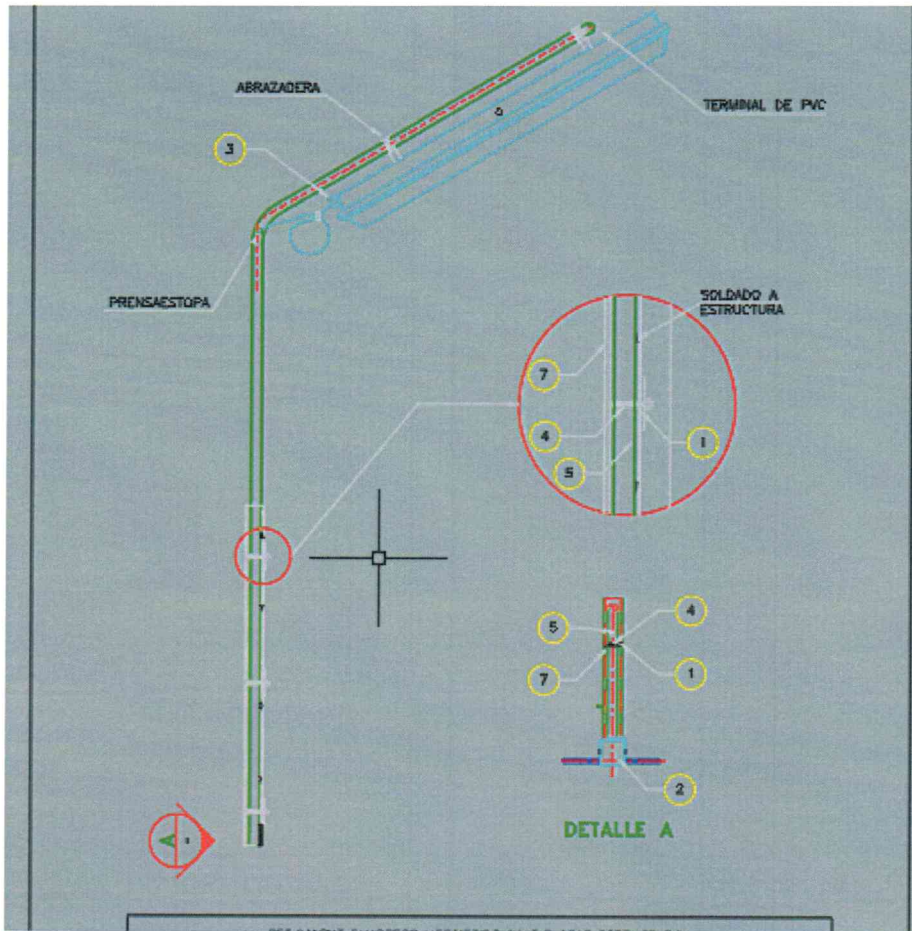 ABRAZADERA
TERMINAL DE PVC
3
PRENSAESTOPA
SOLDADO A
ESTRUCTURA
7
4
1
5
5
4
7
1
2
A
DETALLE A